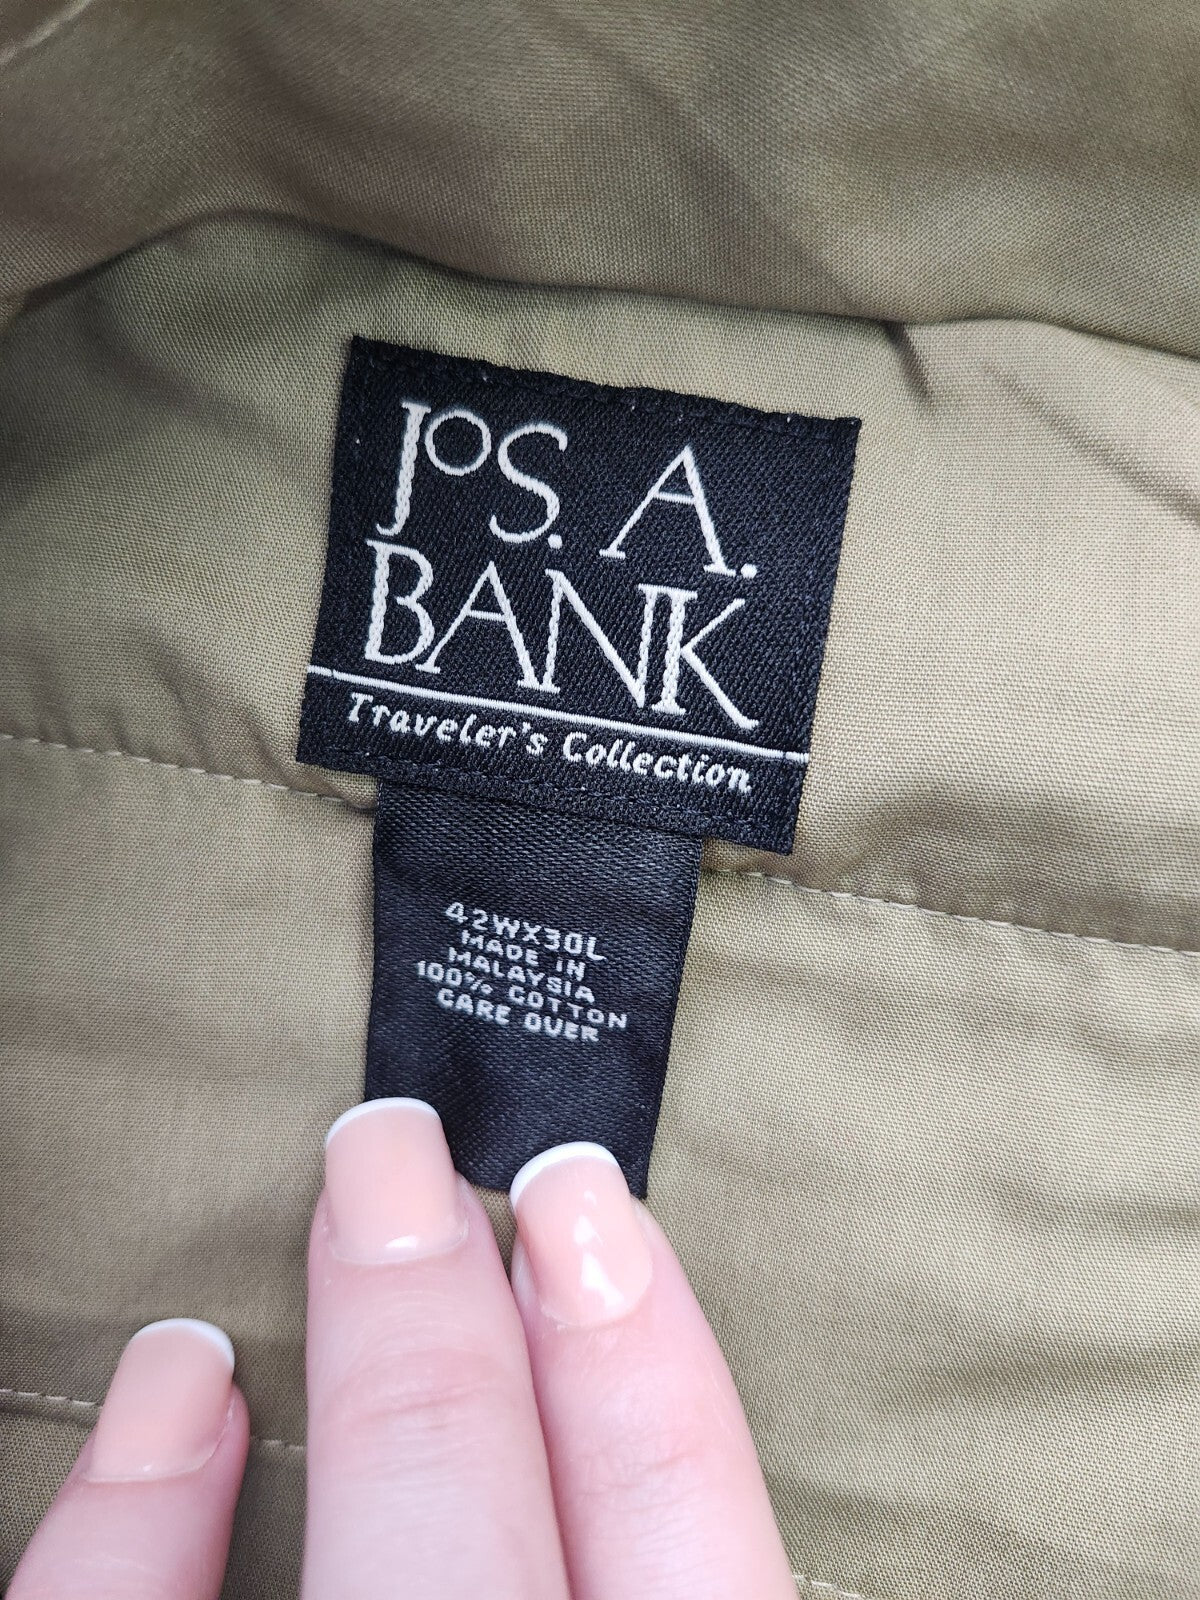 JOS. A.
BANK
Traveler's Collection
42WX30L
MADE IN
MALAYSIA
100% COTTON
CARE OVER